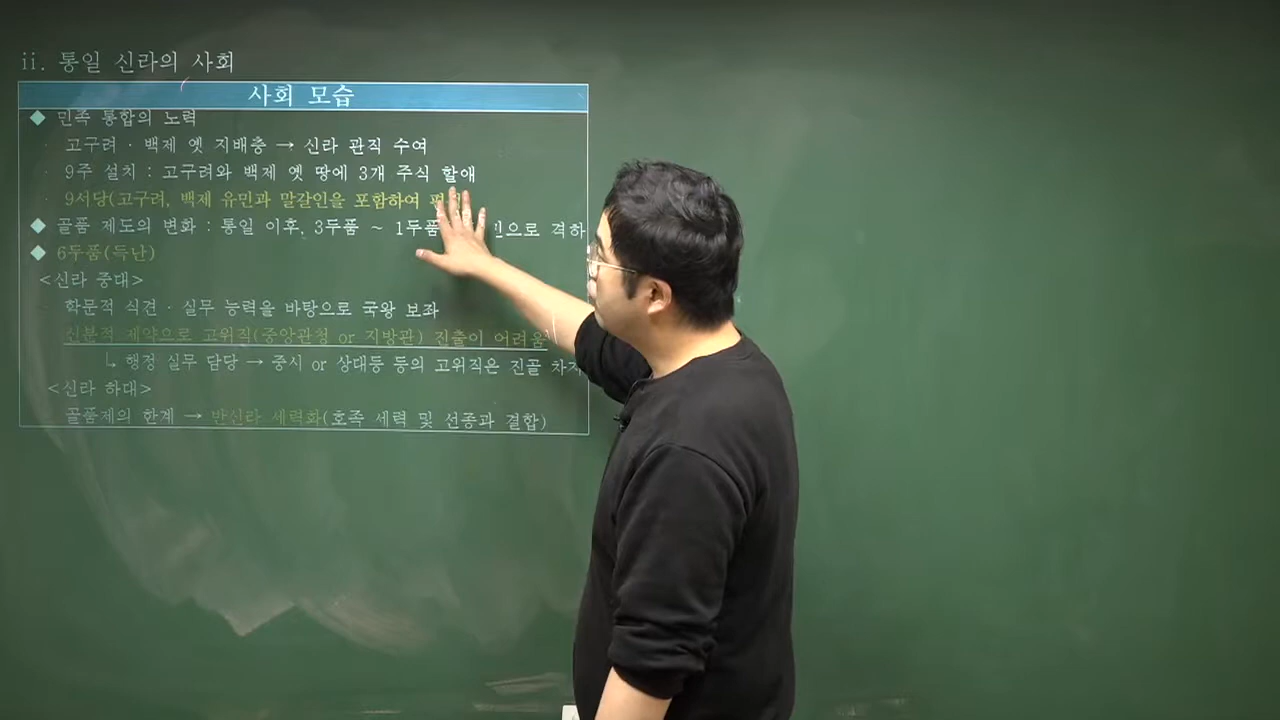 ii. 통일 신라의 사회
사회 모습
◆ 민족 통합의 노력
· 고구려 · 백제 옛 지배층 → 신라 관직 수여
· 9주 설치 : 고구려와 백제 옛 땅에 3개 주식 할애
· 9서당(고구려, 백제 유민과 말갈인을 포함하여
◆ 골품 제도의 변화 : 통일 이후, 3두품 ~ 1두품 으로 격하
◆ 6두품(득난)
<신라 중대>
· 학문적 식견 · 실무 능력을 바탕으로 국왕 보좌
· 신분적 제약으로 고위직(중앙관청 or 지방관) 진출이 어려움
↳ 행정 실무 담당 → 중시 or 상대등 등의 고위직은 진골 차지
<신라 하대>
· 골품제의 한계 → 반신라 세력화(호족 세력 및 선종과 결합)